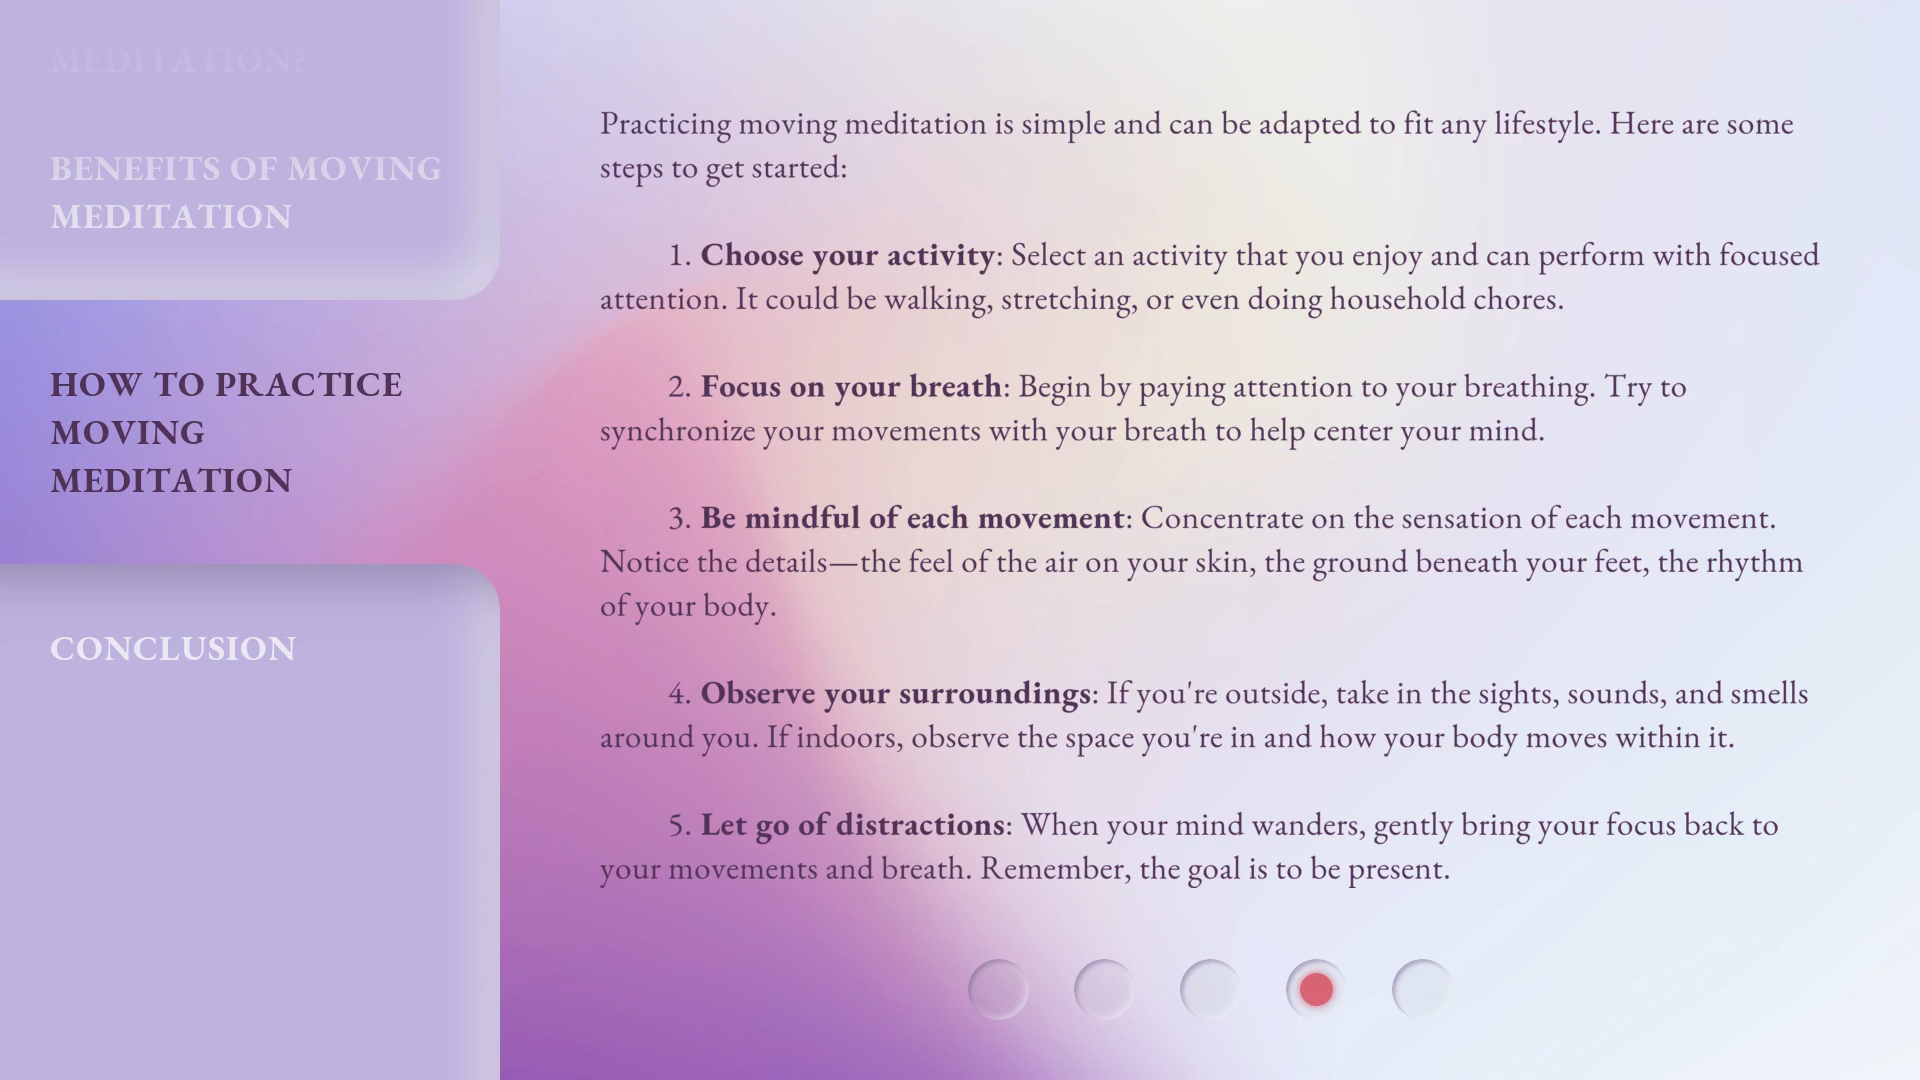 MEDITATION?
BENEFITS OF MOVING
MEDITATION
HOW TO PRACTICE
MOVING
MEDITATION
CONCLUSION
Practicing moving meditation is simple and can be adapted to fit any lifestyle. Here are some
steps to get started:
1. Choose your activity: Select an activity that you enjoy and can perform with focused
attention. It could be walking, stretching, or even doing household chores.
2. Focus on your breath: Begin by paying attention to your breathing. Try to
synchronize your movements with your breath to help center your mind.
3. Be mindful of each movement: Concentrate on the sensation of each movement.
Notice the details—the feel of the air on your skin, the ground beneath your feet, the rhythm
of your body.
4. Observe your surroundings: If you're outside, take in the sights, sounds, and smells
around you. If indoors, observe the space you're in and how your body moves within it.
5. Let go of distractions: When your mind wanders, gently bring your focus back to
your movements and breath. Remember, the goal is to be present.